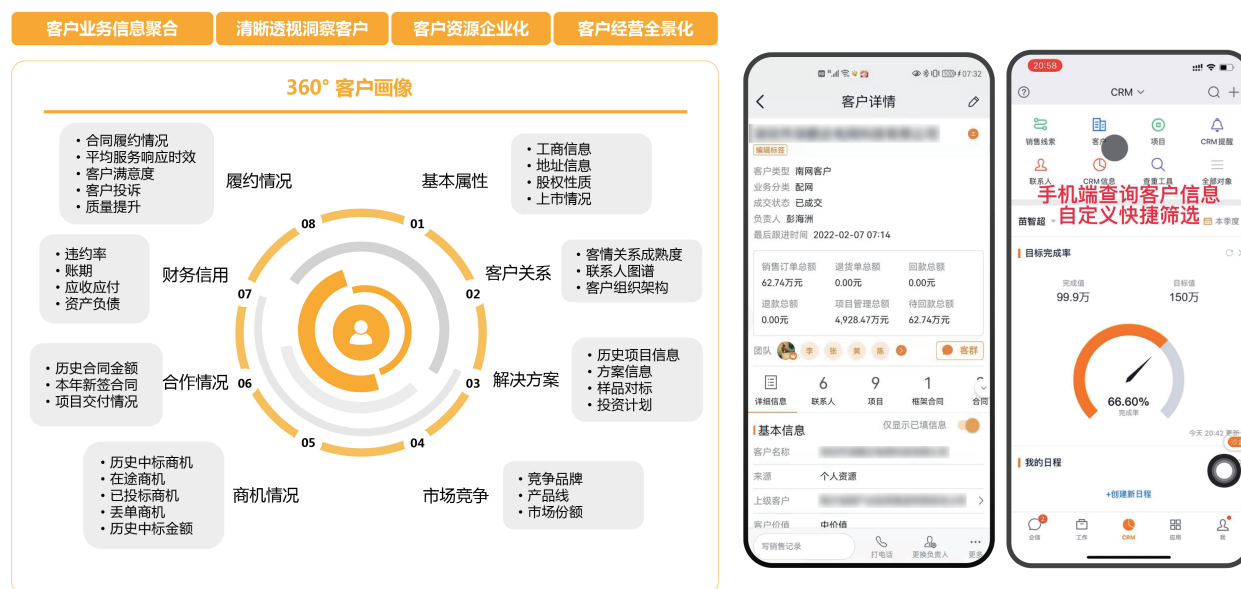 客户业务信息聚合
清晰透视洞察客户
客户资源企业化
客户经营全景化
360° 客户画像
• 合同履约情况
• 平均服务响应时效
• 客户满意度
• 客户投诉
• 质量提升
履约情况
08
基本属性
01
• 工商信息
• 地址信息
• 股权性质
• 上市情况
• 违约率
• 账期
• 应收应付
• 资产负债
财务信用
07
客户关系
02
• 客情关系成熟度
• 联系人图谱
• 客户组织架构
• 历史合同金额
• 本年新签合同
• 项目交付情况
合作情况
06
03
解决方案
• 历史项目信息
• 方案信息
• 样品对标
• 投资计划
• 历史中标商机
• 在途商机
• 已投标商机
• 丢单商机
• 历史中标金额
商机情况
05
04
市场竞争
• 竞争品牌
• 产品线
• 市场份额
07:32
客户详情
编辑标签
客户类型 南网客户
业务分类 配网
成交状态 已成交
负责人 彭海洲
最后跟进时间 2022-02-07 07:14
销售订单总额 退货单总额 回款总额
62.74万元 0.00元 0.00元
退款总额 项目管理总额 待回款总额
0.00元 4,928.47万元 62.74万元
团队 李 张 黄 陈 客群
6 9 1
详细信息 联系人 项目 框架合同 合同
基本信息 仅显示已填信息
客户名称
来源 个人资源
上级客户
客户价值 中价值
写销售记录 打电话 更换负责人 更多
20:58
CRM
销售线索 客户 项目 CRM提醒
联系人 CRM信息 查重工具 全部对象
手机端查询客户信息
自定义快捷筛选
苗智超 本季度
目标完成率
完成值 目标值
99.9万 150万
66.60%
完成率
今天 20:42 更新
我的日程
+创建新日程
2
企信 工作 CRM 应用 我